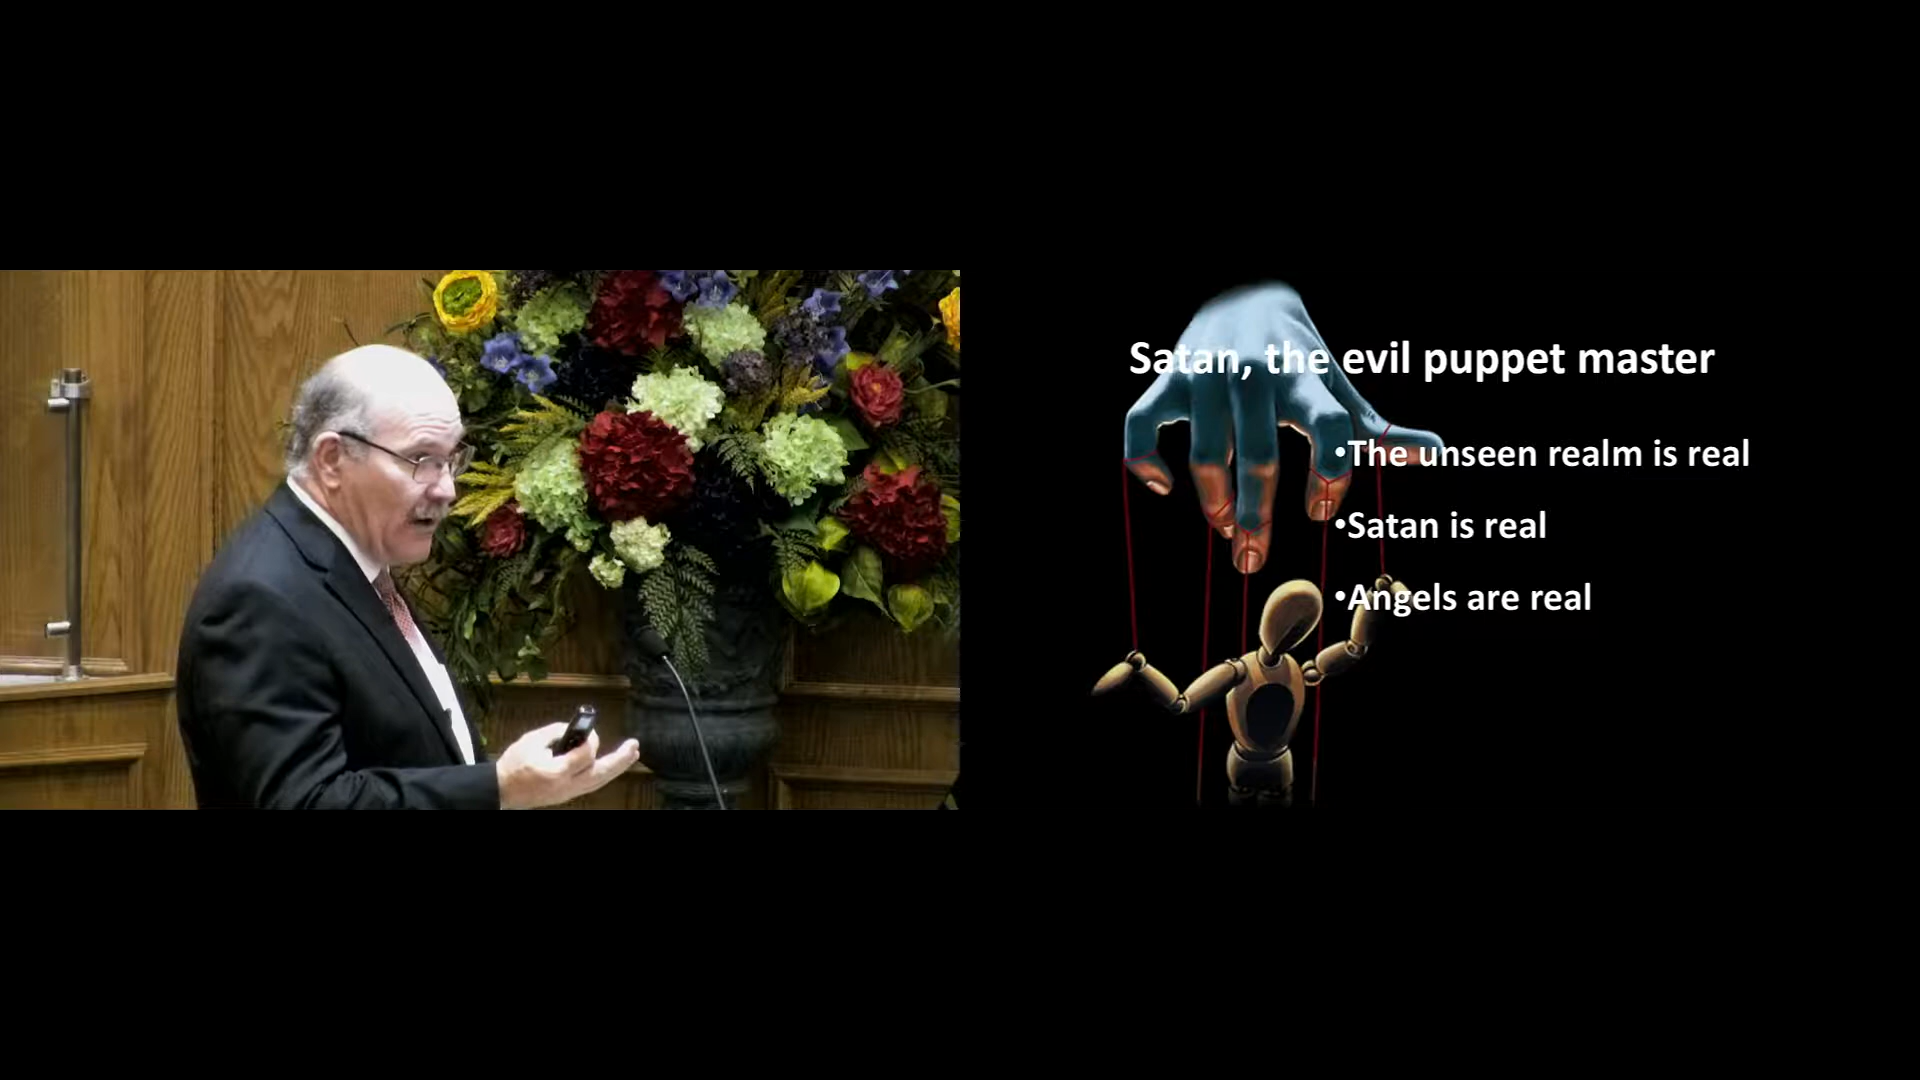 Satan, the evil puppet master
•The unseen realm is real
•Satan is real
•Angels are real